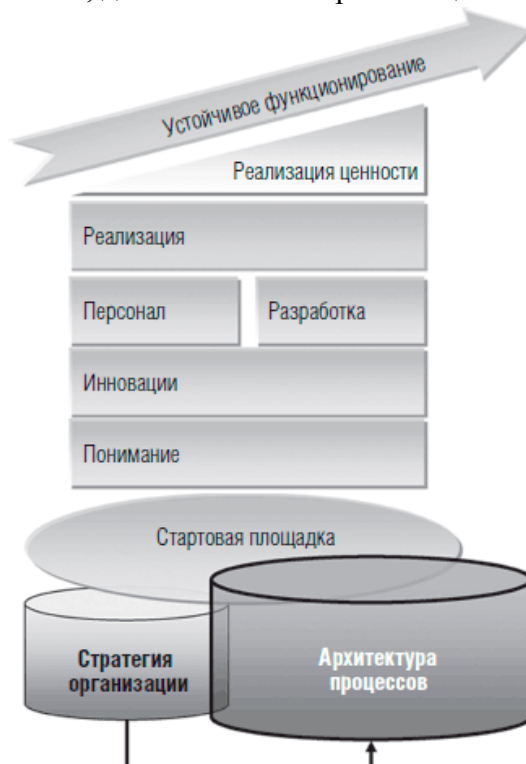 Устойчивое функционирование
Реализация ценности
Реализация
Персонал
Разработка
Инновации
Понимание
Стартовая площадка
Стратегия
организации
Архитектура
процессов